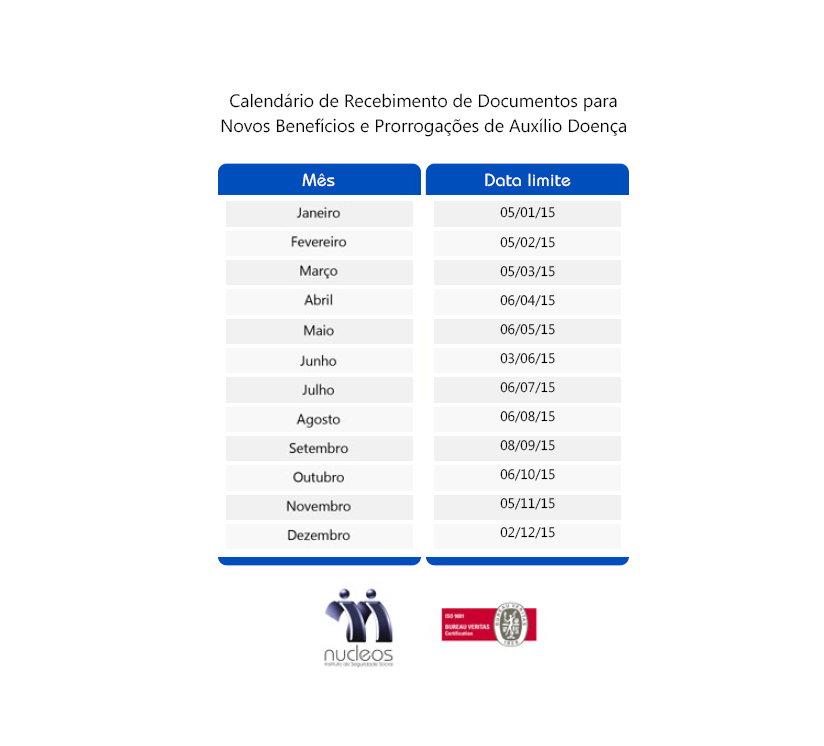 Calendário de Recebimento de Documentos para
Novos Benefícios e Prorrogações de Auxílio Doença
Mês Data limite
Janeiro 05/01/15
Fevereiro 05/02/15
Março 05/03/15
Abril 06/04/15
Maio 06/05/15
Junho 03/06/15
Julho 06/07/15
Agosto 06/08/15
Setembro 08/09/15
Outubro 06/10/15
Novembro 05/11/15
Dezembro 02/12/15
nucleos
Instituto de Seguridade Social
ISO 9001
BUREAU VERITAS
Certification
BUREAU VERITAS
1828